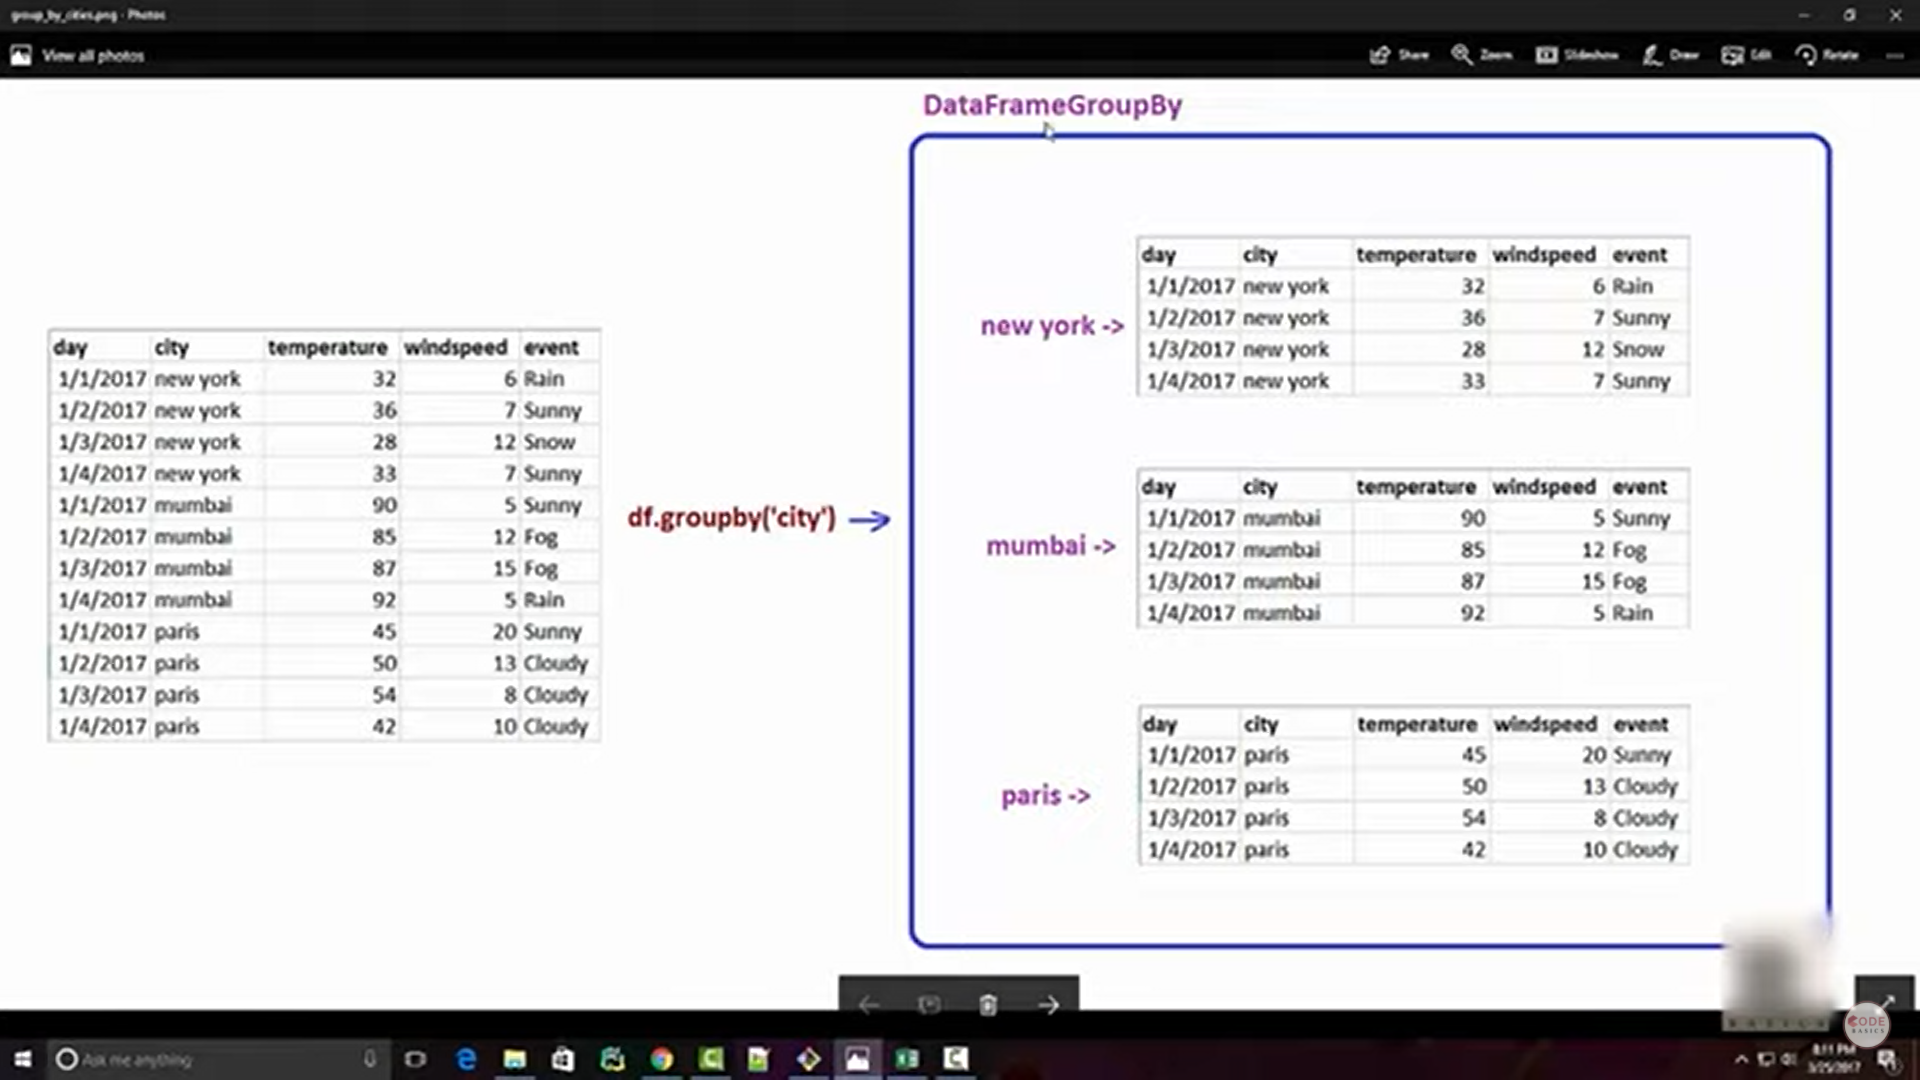 group_by_cities.png - Photos
View all photos
Share Zoom Slideshow Draw Edit Rotate
DataFrameGroupBy
day city temperature windspeed event
1/1/2017 new york 32 6 Rain
1/2/2017 new york 36 7 Sunny
1/3/2017 new york 28 12 Snow
1/4/2017 new york 33 7 Sunny
1/1/2017 mumbai 90 5 Sunny
1/2/2017 mumbai 85 12 Fog
1/3/2017 mumbai 87 15 Fog
1/4/2017 mumbai 92 5 Rain
1/1/2017 paris 45 20 Sunny
1/2/2017 paris 50 13 Cloudy
1/3/2017 paris 54 8 Cloudy
1/4/2017 paris 42 10 Cloudy
df.groupby('city')
new york ->
day city temperature windspeed event
1/1/2017 new york 32 6 Rain
1/2/2017 new york 36 7 Sunny
1/3/2017 new york 28 12 Snow
1/4/2017 new york 33 7 Sunny
mumbai ->
day city temperature windspeed event
1/1/2017 mumbai 90 5 Sunny
1/2/2017 mumbai 85 12 Fog
1/3/2017 mumbai 87 15 Fog
1/4/2017 mumbai 92 5 Rain
paris ->
day city temperature windspeed event
1/1/2017 paris 45 20 Sunny
1/2/2017 paris 50 13 Cloudy
1/3/2017 paris 54 8 Cloudy
1/4/2017 paris 42 10 Cloudy
CODE
BASICS
Ask me anything
8:11 PM
3/25/2017